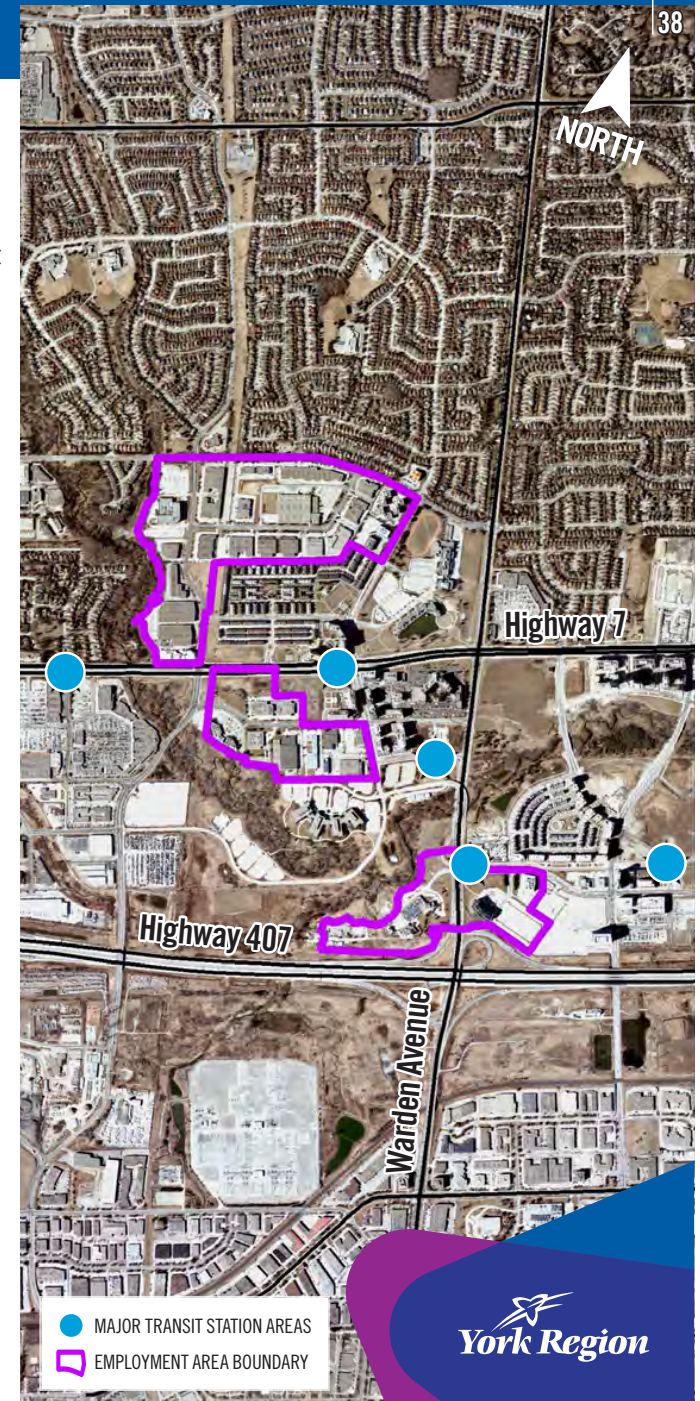 38
NORTH
Highway 7
Highway 407
Warden Avenue
MAJOR TRANSIT STATION AREAS
EMPLOYMENT AREA BOUNDARY
York Region